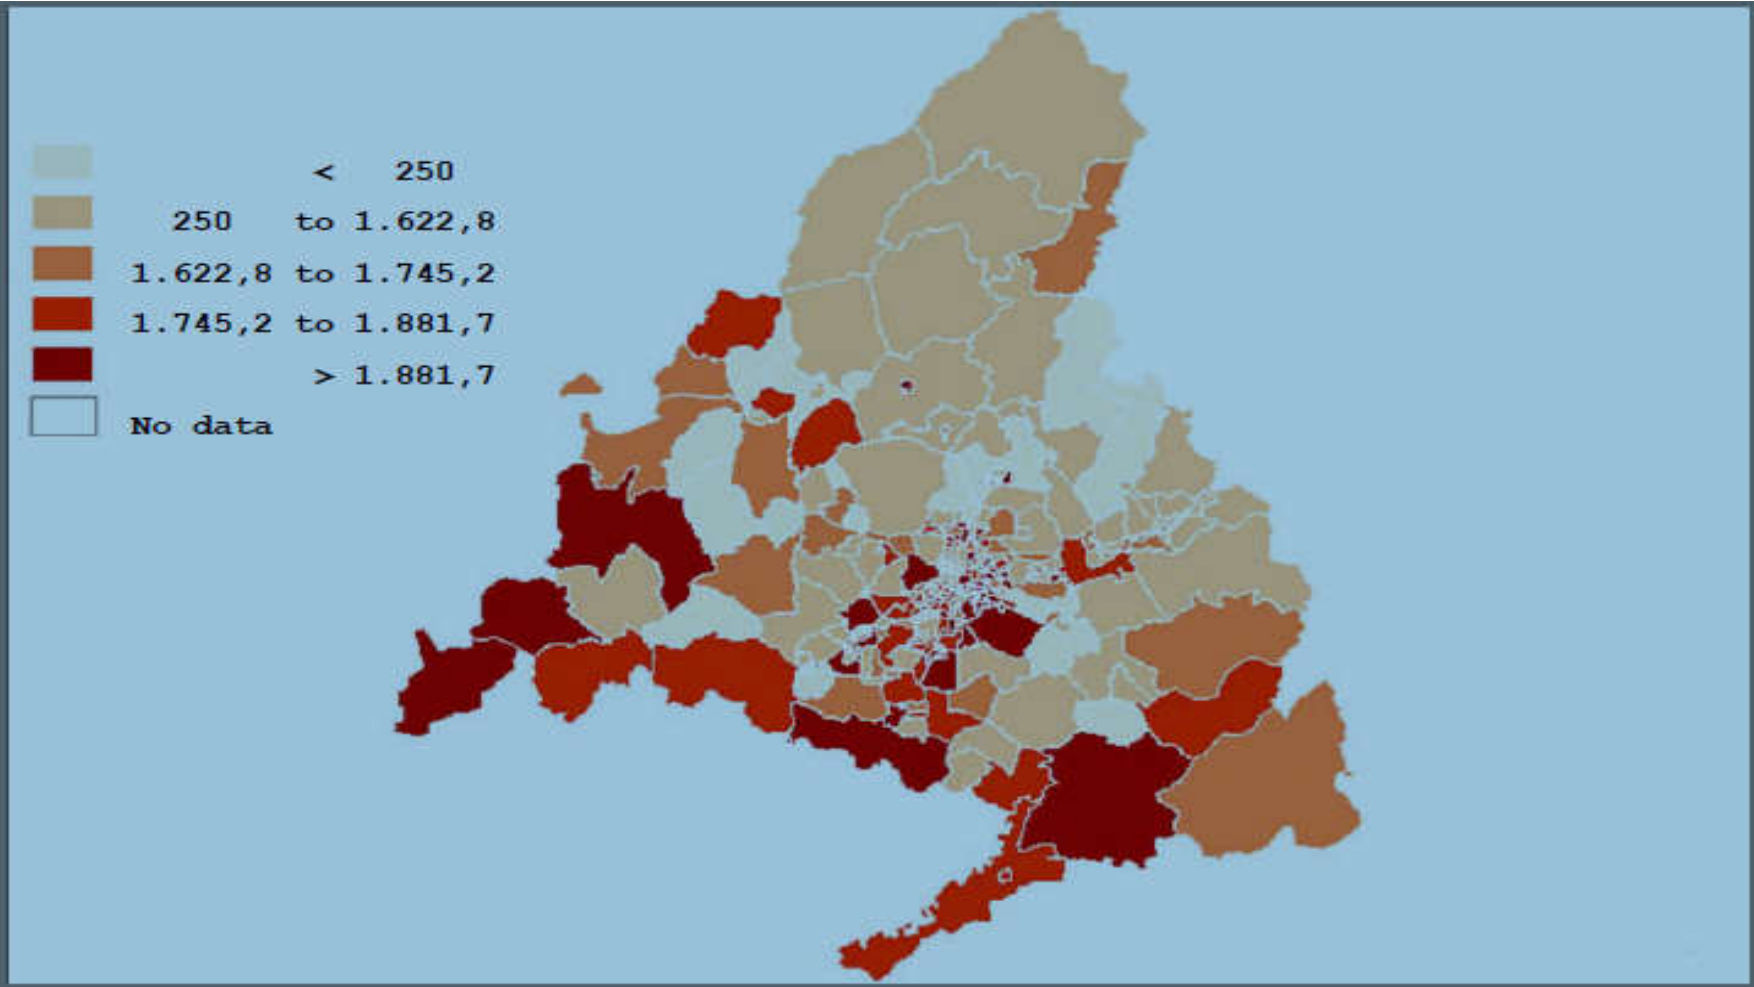 < 250
250 to 1.622,8
1.622,8 to 1.745,2
1.745,2 to 1.881,7
> 1.881,7
No data